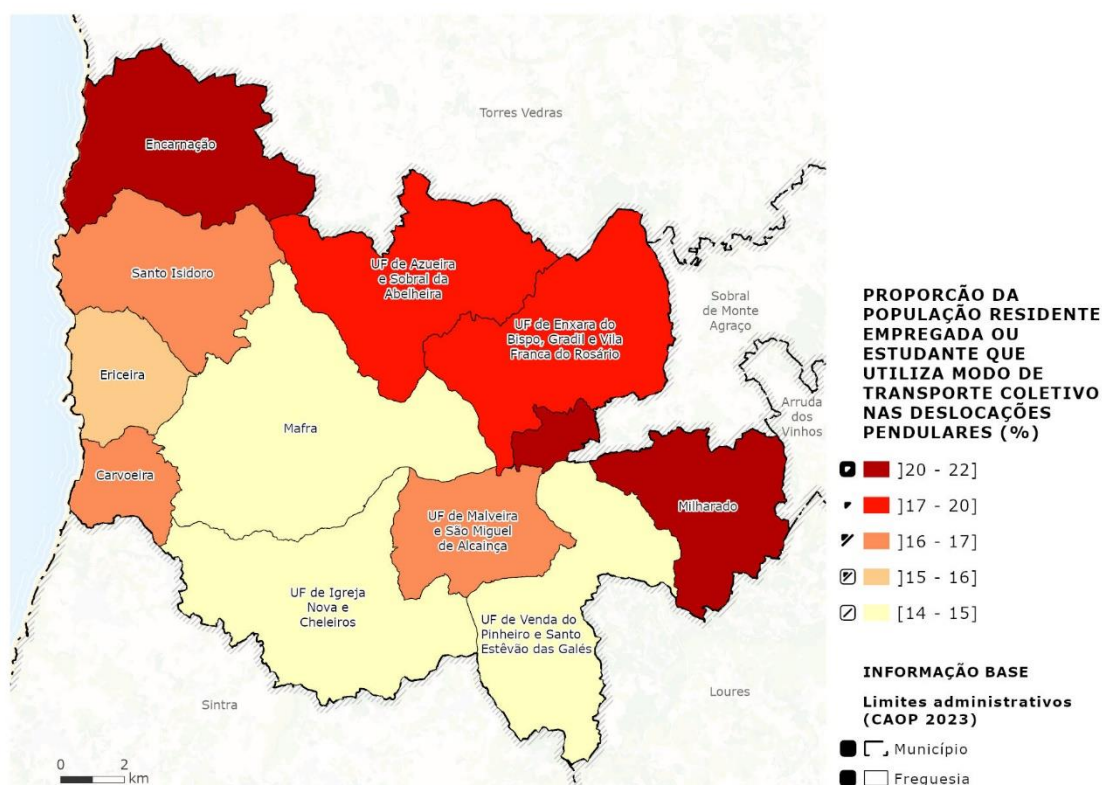 Torres Vedras
Encarnação
Santo Isidoro
UF de Azueira
e Sobral da
Abelheira
Sobral
de Monte
Agraço
UF de Enxara do
Bispo, Gradil e Vila
Franca do Rosário
Ericeira
Mafra
Arruda
dos
Vinhos
Carvoeira
UF de Malveira
e São Miguel
de Alcainça
Milharado
UF de Igreja
Nova e
Cheleiros
UF de Venda do
Pinheiro e Santo
Estêvão das Galés
Sintra
Loures
0 2
km
PROPORCÃO DA
POPULAÇÃO RESIDENTE
EMPREGADA OU
ESTUDANTE QUE
UTILIZA MODO DE
TRANSPORTE COLETIVO
NAS DESLOCAÇÕES
PENDULARES (%)
]20 - 22]
]17 - 20]
]16 - 17]
]15 - 16]
[14 - 15]
INFORMAÇÃO BASE
Limites administrativos
(CAOP 2023)
Município
Freguesia